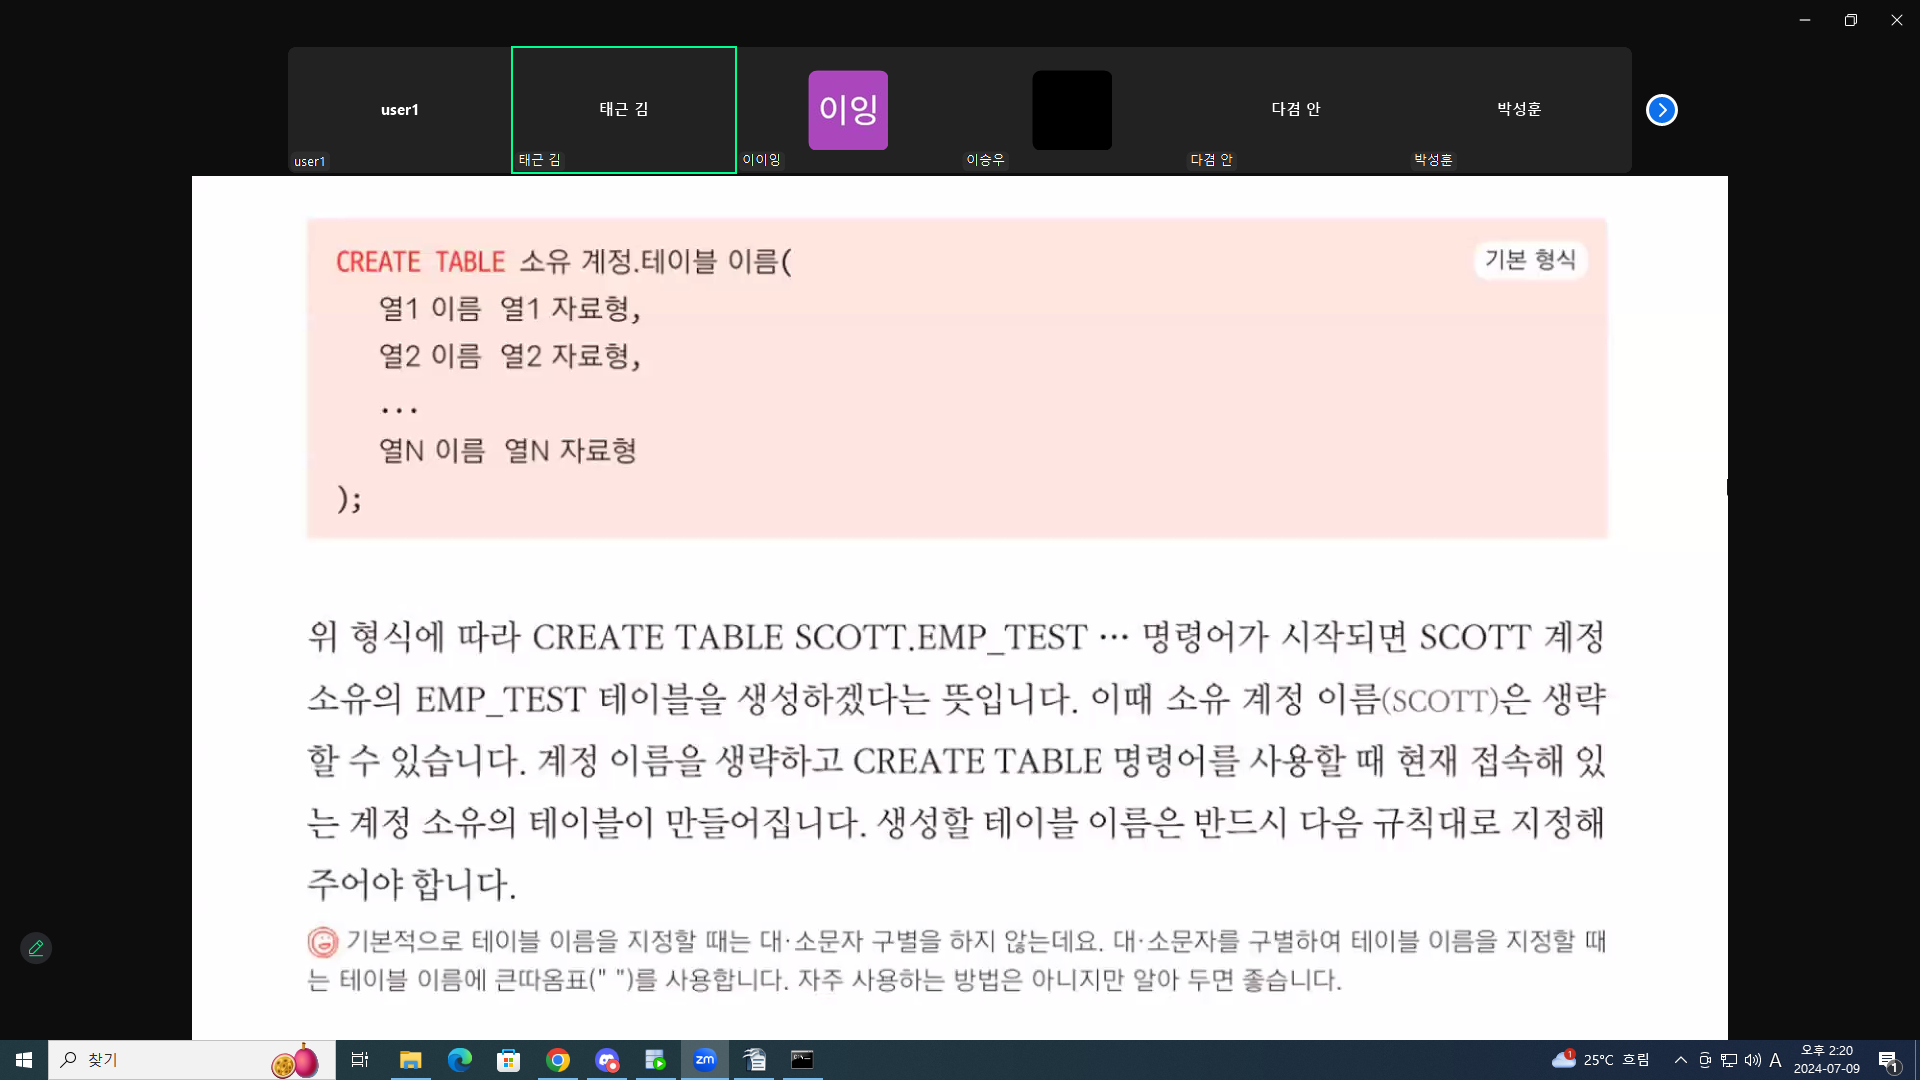 user1
태근 김
이잉
다겸 안
박성훈
user1
태근 김
이이잉
이승우
다겸 안
박성훈
CREATE TABLE 소유 계정.테이블 이름(
기본 형식
열1 이름 열1 자료형,
열2 이름 열2 자료형,
...
열N 이름 열N 자료형
);
위 형식에 따라 CREATE TABLE SCOTT.EMP_TEST … 명령어가 시작되면 SCOTT 계정
소유의 EMP_TEST 테이블을 생성하겠다는 뜻입니다. 이때 소유 계정 이름(SCOTT)은 생략
할 수 있습니다. 계정 이름을 생략하고 CREATE TABLE 명령어를 사용할 때 현재 접속해 있
는 계정 소유의 테이블이 만들어집니다. 생성할 테이블 이름은 반드시 다음 규칙대로 지정해
주어야 합니다.
기본적으로 테이블 이름을 지정할 때는 대·소문자 구별을 하지 않는데요. 대·소문자를 구별하여 테이블 이름을 지정할 때
는 테이블 이름에 큰따옴표(" ")를 사용합니다. 자주 사용하는 방법은 아니지만 알아 두면 좋습니다.
찾기
zm
1
25°C 흐림
A
오후 2:20
2024-07-09
1